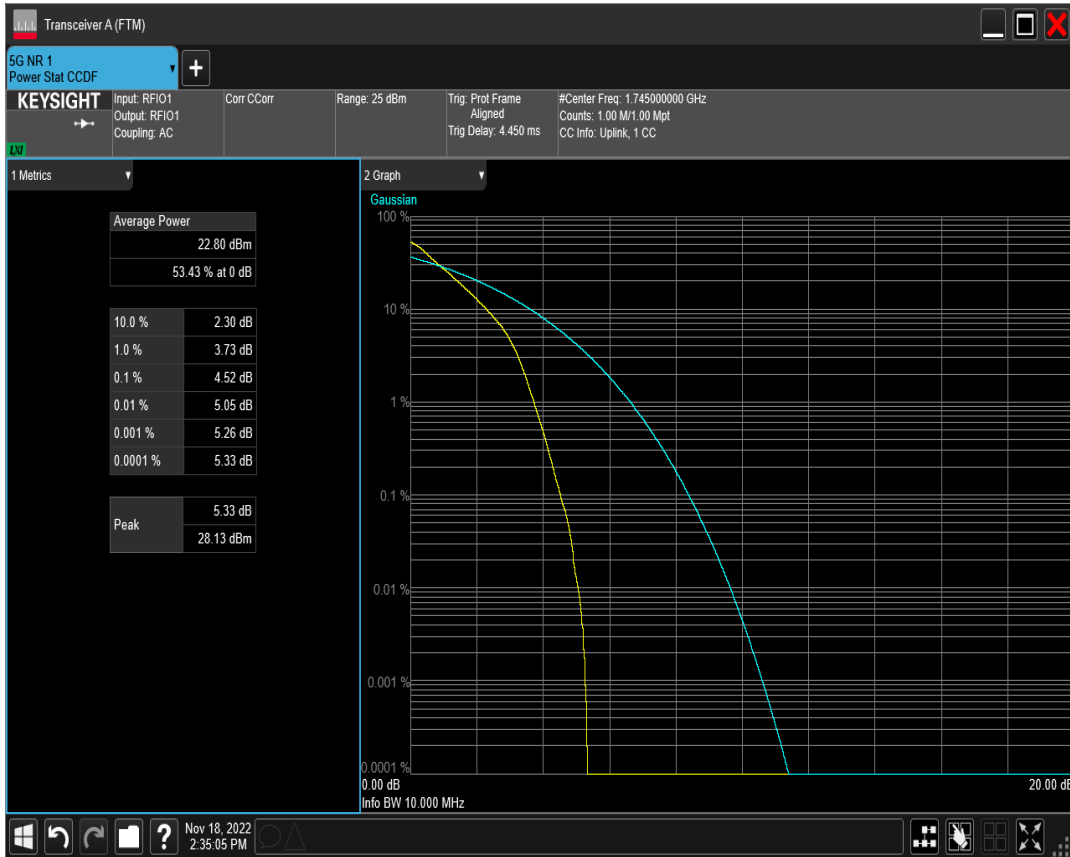 Transceiver A (FTM)
5G NR 1
Power Stat CCDF
KEYSIGHT
LXI
Input: RFIO1
Output: RFIO1
Coupling: AC
Corr CCorr
Range: 25 dBm
Trig: Prot Frame
Aligned
Trig Delay: 4.450 ms
#Center Freq: 1.745000000 GHz
Counts: 1.00 M/1.00 Mpt
CC Info: Uplink, 1 CC
1 Metrics
Average Power
22.80 dBm
53.43 % at 0 dB
10.0 % 2.30 dB
1.0 % 3.73 dB
0.1 % 4.52 dB
0.01 % 5.05 dB
0.001 % 5.26 dB
0.0001 % 5.33 dB
Peak
5.33 dB
28.13 dBm
2 Graph
Gaussian
100 %
10 %
1 %
0.1 %
0.01 %
0.001 %
0.0001 %
0.00 dB 20.00 dB
Info BW 10.000 MHz
?
Nov 18, 2022
2:35:05 PM